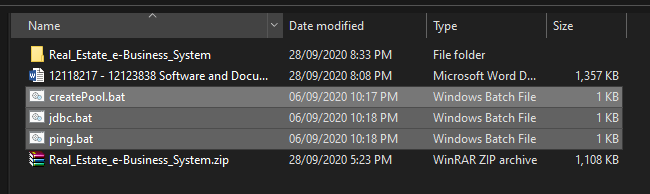 Name Date modified Type Size
Real_Estate_e-Business_System 28/09/2020 8:33 PM File folder
12118217 - 12123838 Software and Docu... 28/09/2020 8:08 PM Microsoft Word D... 1,357 KB
createPool.bat 06/09/2020 10:17 PM Windows Batch File 1 KB
jdbc.bat 06/09/2020 10:18 PM Windows Batch File 1 KB
ping.bat 06/09/2020 10:18 PM Windows Batch File 1 KB
Real_Estate_e-Business_System.zip 28/09/2020 5:23 PM WinRAR ZIP archive 1,108 KB